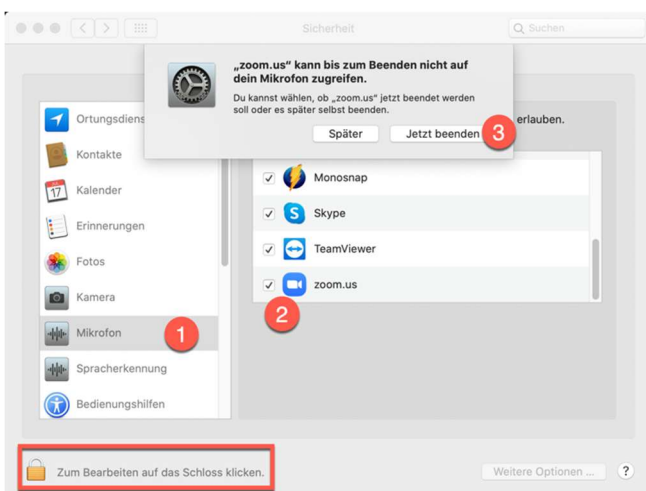 Sicherheit
Suchen
„zoom.us“ kann bis zum Beenden nicht auf
dein Mikrofon zugreifen.
Du kannst wählen, ob „zoom.us“ jetzt beendet werden
soll oder es später selbst beenden.
Später
Jetzt beenden
3
erlauben.
Ortungsdiens
Kontakte
17
Kalender
Erinnerungen
Fotos
Kamera
Mikrofon
1
Spracherkennung
Bedienungshilfen
Monosnap
Skype
TeamViewer
zoom.us
2
Zum Bearbeiten auf das Schloss klicken.
Weitere Optionen ...
?